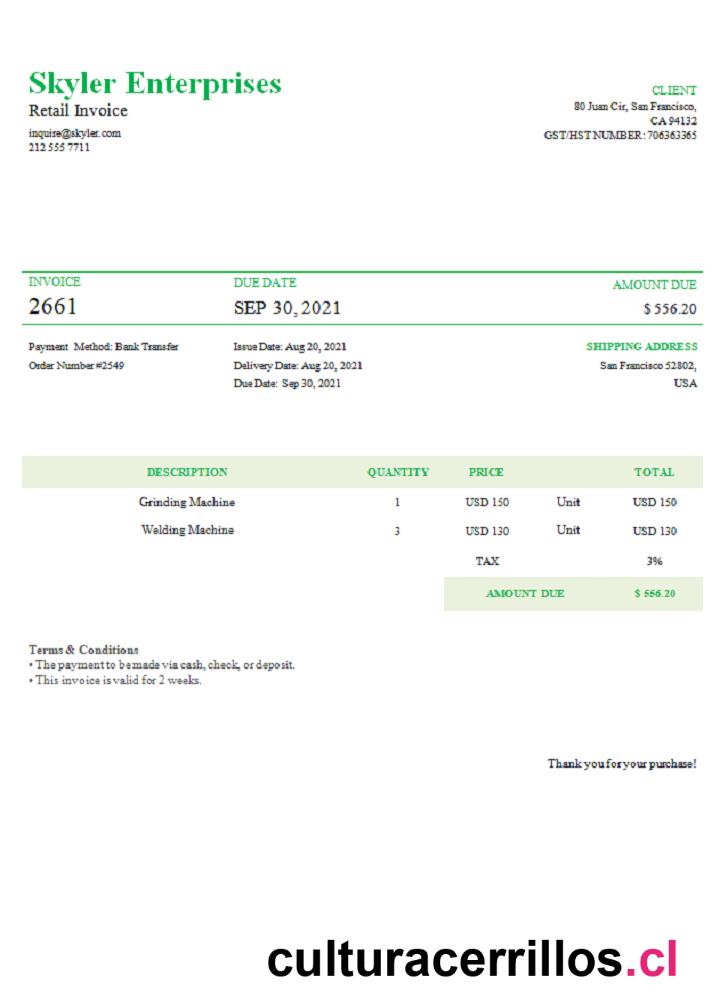 Skyler Enterprises
Retail Invoice
inquire@skyler.com
212 555 7711
CLIENT
80 Juan Cir, San Francisco,
CA 94132
GST/HST NUMBER: 706363365
INVOICE
2661
DUE DATE
SEP 30, 2021
AMOUNT DUE
$ 556.20
Payment Method: Bank Transfer
Order Number #2549
Issue Date: Aug 20, 2021
Delivery Date: Aug 20, 2021
Due Date: Sep 30, 2021
SHIPPING ADDRESS
San Francisco 52802,
USA
DESCRIPTION QUANTITY PRICE TOTAL
Grinding Machine 1 USD 150 Unit USD 150
Welding Machine 3 USD 130 Unit USD 130
TAX 3%
AMOUNT DUE $ 556.20
Terms & Conditions
• The payment to be made via cash, check, or deposit.
• This invoice is valid for 2 weeks.
Thank you for your purchase!
culturacerrillos.cl